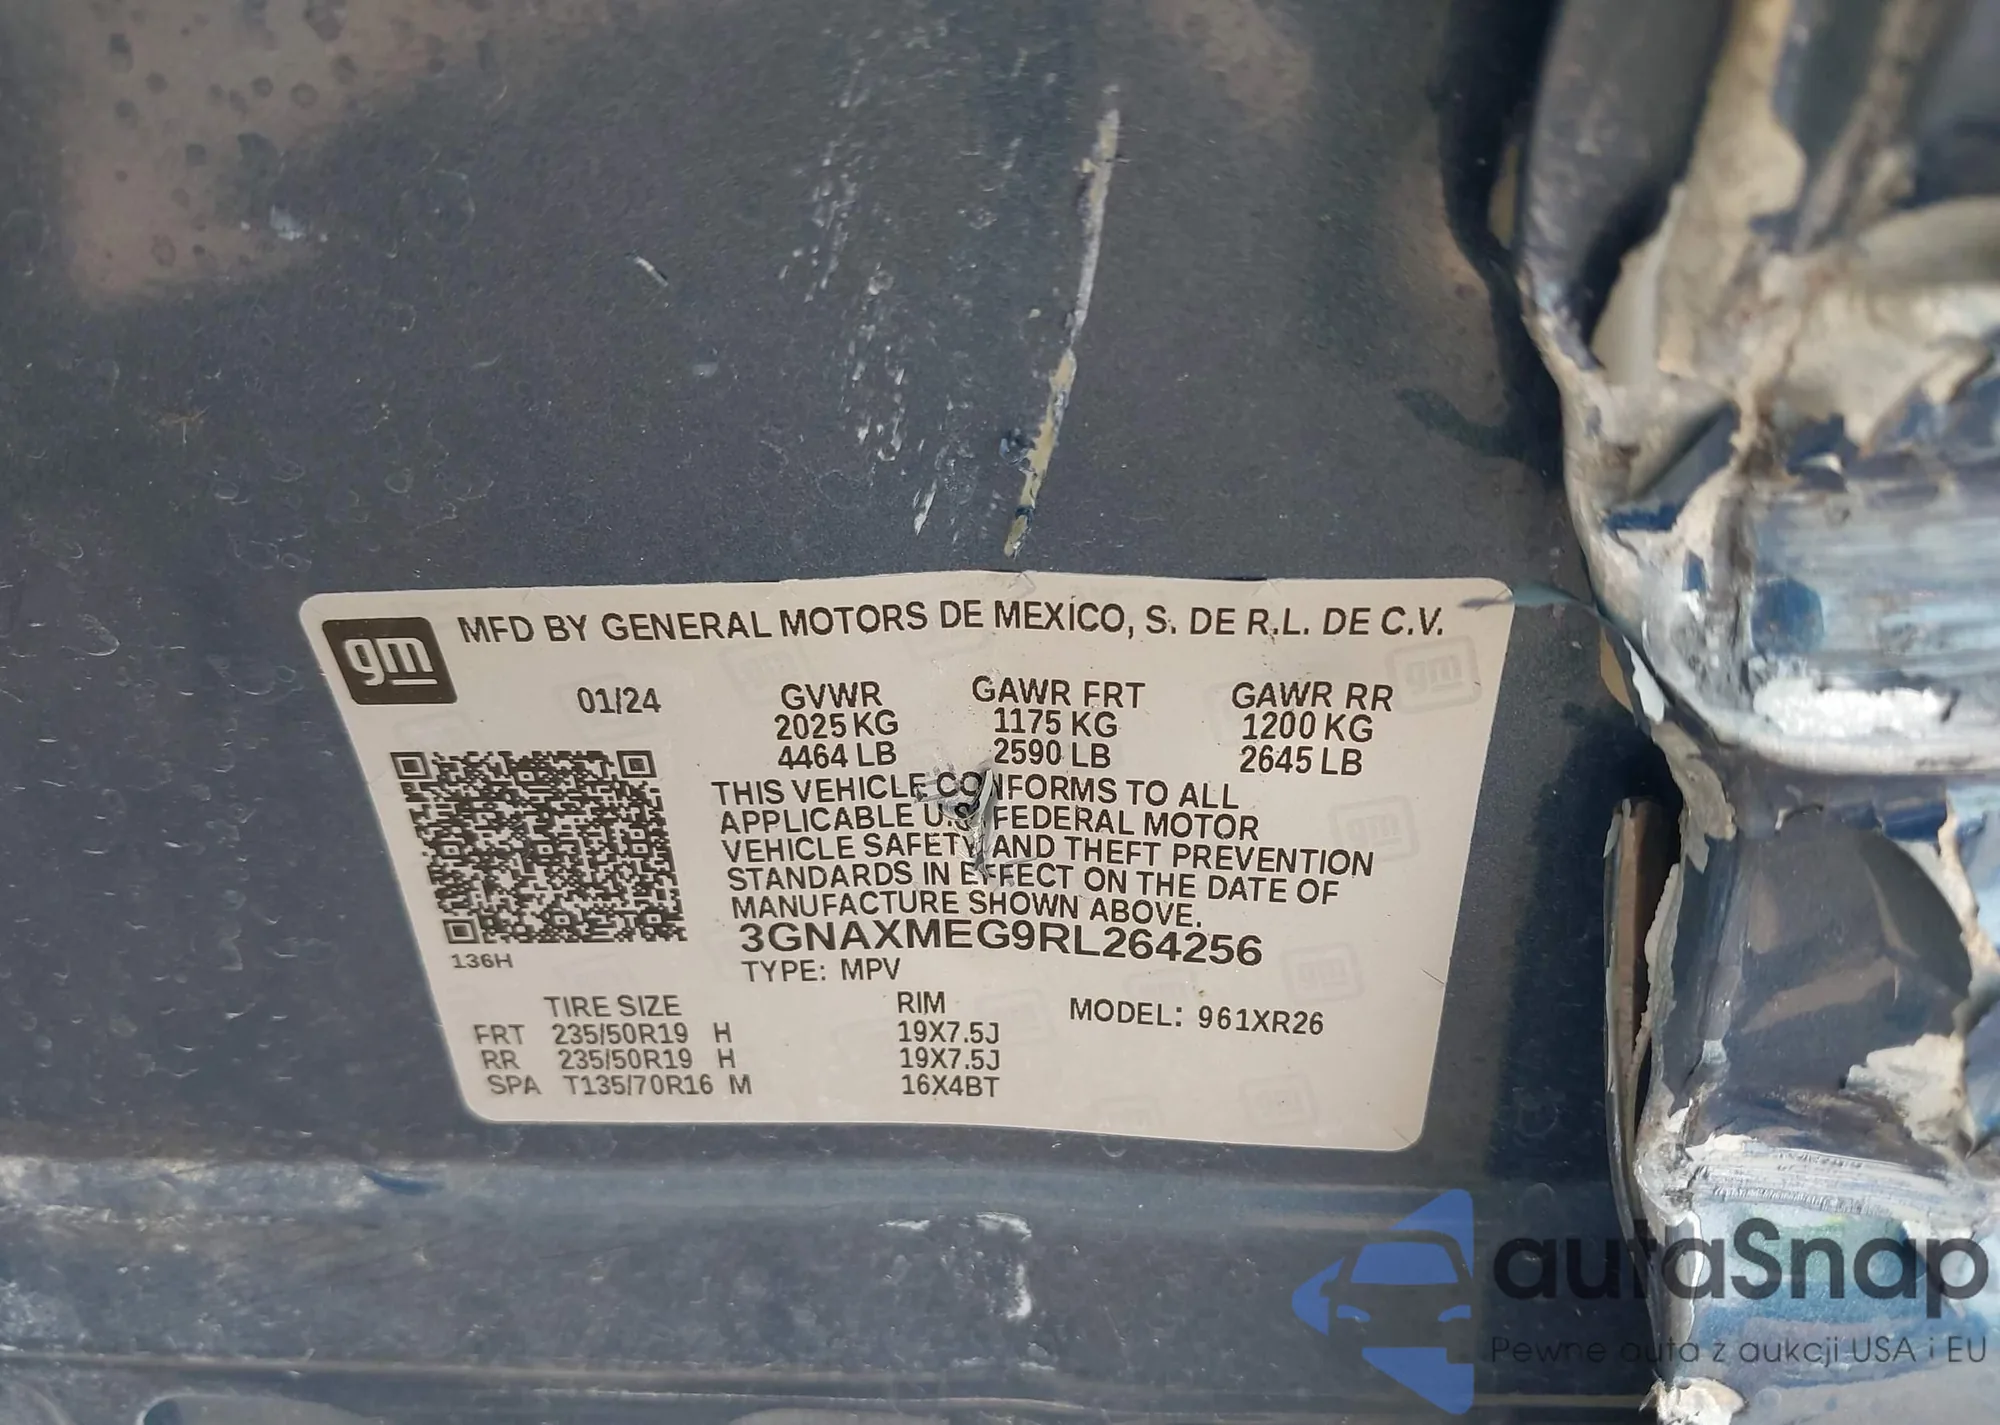 gm MFD BY GENERAL MOTORS DE MEXICO, S. DE R.L. DE C.V.
01/24 GVWR GAWR FRT GAWR RR
2025 KG 1175 KG 1200 KG
4464 LB 2590 LB 2645 LB
THIS VEHICLE CONFORMS TO ALL
APPLICABLE U.S. FEDERAL MOTOR
VEHICLE SAFETY AND THEFT PREVENTION
STANDARDS IN EFFECT ON THE DATE OF
MANUFACTURE SHOWN ABOVE.
3GNAXMEG9RL264256
136H TYPE: MPV
TIRE SIZE RIM MODEL: 961XR26
FRT 235/50R19 H 19X7.5J
RR 235/50R19 H 19X7.5J
SPA T135/70R16 M 16X4BT
autaSnap
Pewne auta z aukcji USA i EU